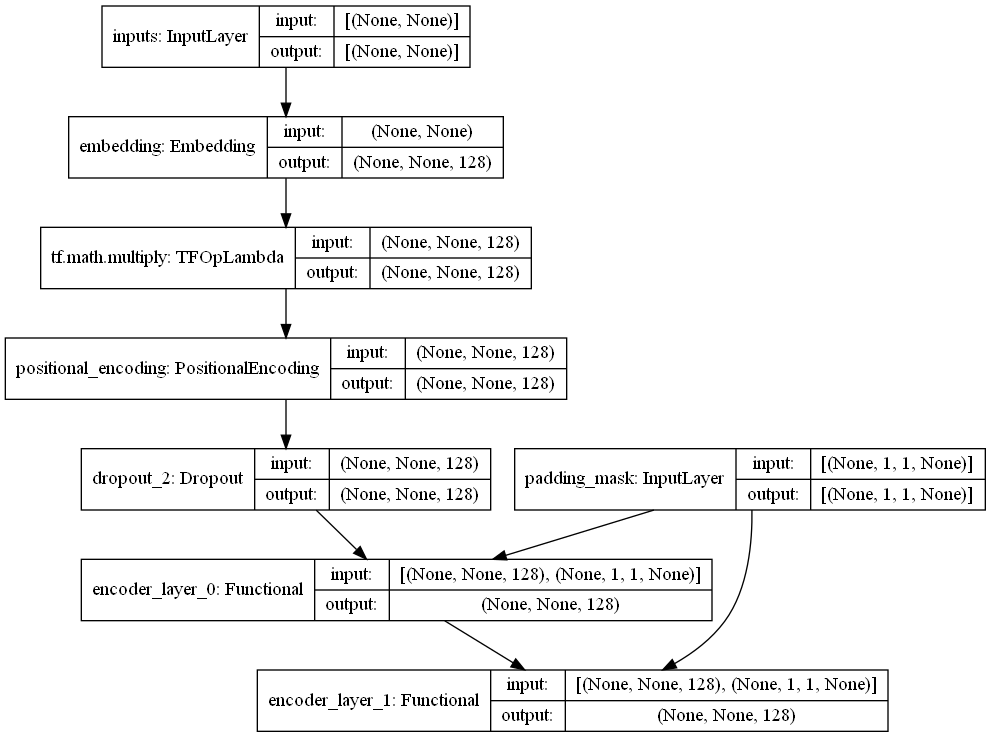 inputs: InputLayer
input: [(None, None)]
output: [(None, None)]
embedding: Embedding
input: (None, None)
output: (None, None, 128)
tf.math.multiply: TFOpLambda
input: (None, None, 128)
output: (None, None, 128)
positional_encoding: PositionalEncoding
input: (None, None, 128)
output: (None, None, 128)
dropout_2: Dropout
input: (None, None, 128)
output: (None, None, 128)
padding_mask: InputLayer
input: [(None, 1, 1, None)]
output: [(None, 1, 1, None)]
encoder_layer_0: Functional
input: [(None, None, 128), (None, 1, 1, None)]
output: (None, None, 128)
encoder_layer_1: Functional
input: [(None, None, 128), (None, 1, 1, None)]
output: (None, None, 128)